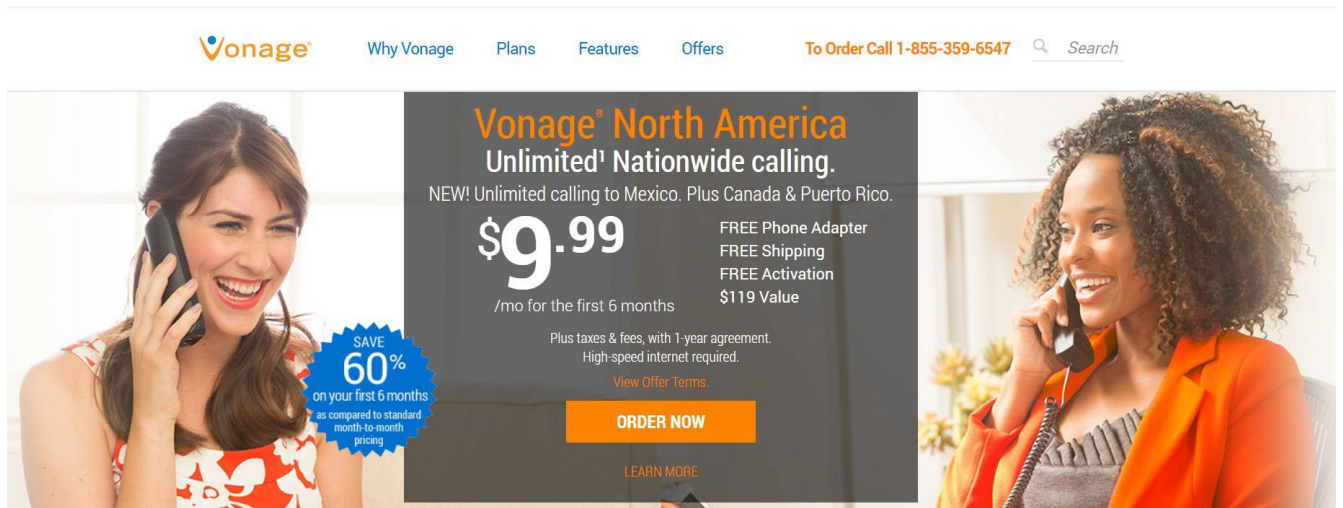 Vonage®
Why Vonage Plans Features Offers To Order Call 1-855-359-6547 Search
Vonage® North America
Unlimited¹ Nationwide calling.
NEW! Unlimited calling to Mexico. Plus Canada & Puerto Rico.
$9.99
/mo for the first 6 months
FREE Phone Adapter
FREE Shipping
FREE Activation
$119 Value
SAVE
60%
on your first 6 months
as compared to standard
month-to-month
pricing
Plus taxes & fees, with 1-year agreement.
High-speed internet required.
View Offer Terms.
ORDER NOW
LEARN MORE